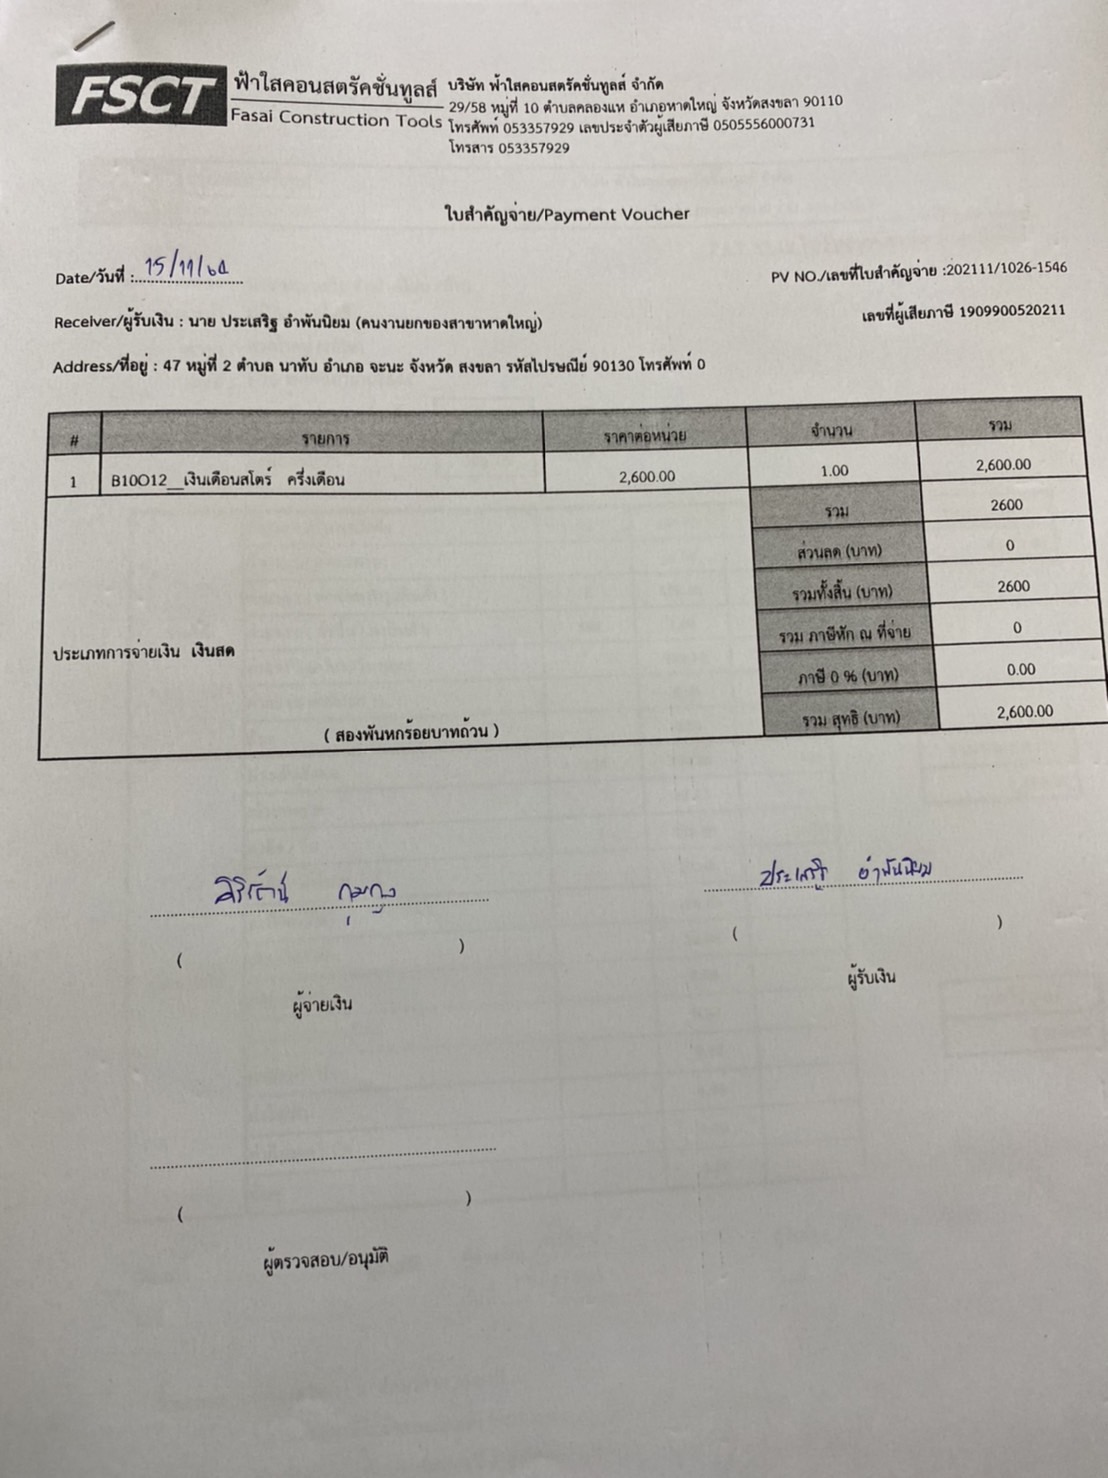 FSCT
ฟ้าใสคอนสตรัคชั่นทูลส์
Fasai Construction Tools
บริษัท ฟ้าใสคอนสตรัคชั่นทูลส์ จำกัด
29/58 หมู่ที่ 10 ตำบลคลองแห อำเภอหาดใหญ่ จังหวัดสงขลา 90110
โทรศัพท์ 053357929 เลขประจำตัวผู้เสียภาษี 0505556000731
โทรสาร 053357929
ใบสำคัญจ่าย/Payment Voucher
Date/วันที่ : 15/11/64
PV NO./เลขที่ใบสำคัญจ่าย :202111/1026-1546
Receiver/ผู้รับเงิน : นาย ประเสริฐ อำพันนิยม (คนงานยกของสาขาหาดใหญ่)
เลขที่ผู้เสียภาษี 1909900520211
Address/ที่อยู่ : 47 หมู่ที่ 2 ตำบล นาทับ อำเภอ จะนะ จังหวัด สงขลา รหัสไปรษณีย์ 90130 โทรศัพท์ 0
# รายการ ราคาต่อหน่วย จำนวน รวม
1 B10O12__เงินเดือนสโตร์ ครึ่งเดือน 2,600.00 1.00 2,600.00
รวม 2600
ส่วนลด (บาท) 0
รวมทั้งสิ้น (บาท) 2600
รวม ภาษีหัก ณ ที่จ่าย 0
ประเภทการจ่ายเงิน เงินสด
ภาษี 0 % (บาท) 0.00
รวม สุทธิ (บาท) 2,600.00
( สองพันหกร้อยบาทถ้วน )
ประเสริฐ อำพันนิยม
( )
( )
ผู้จ่ายเงิน
ผู้รับเงิน
( )
ผู้ตรวจสอบ/อนุมัติ